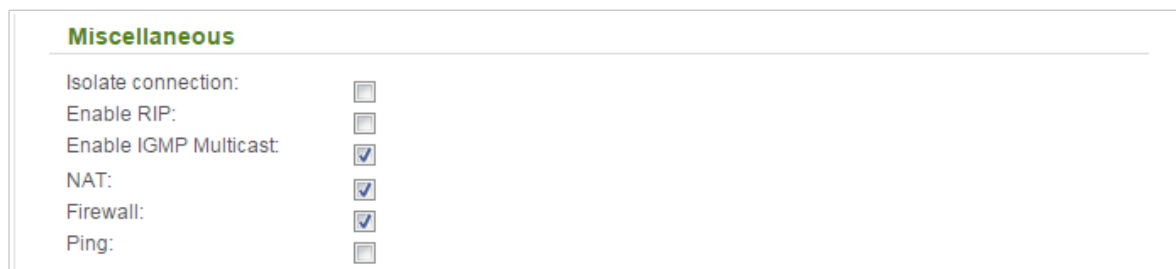 Miscellaneous
Isolate connection:
Enable RIP:
Enable IGMP Multicast:
NAT:
Firewall:
Ping: